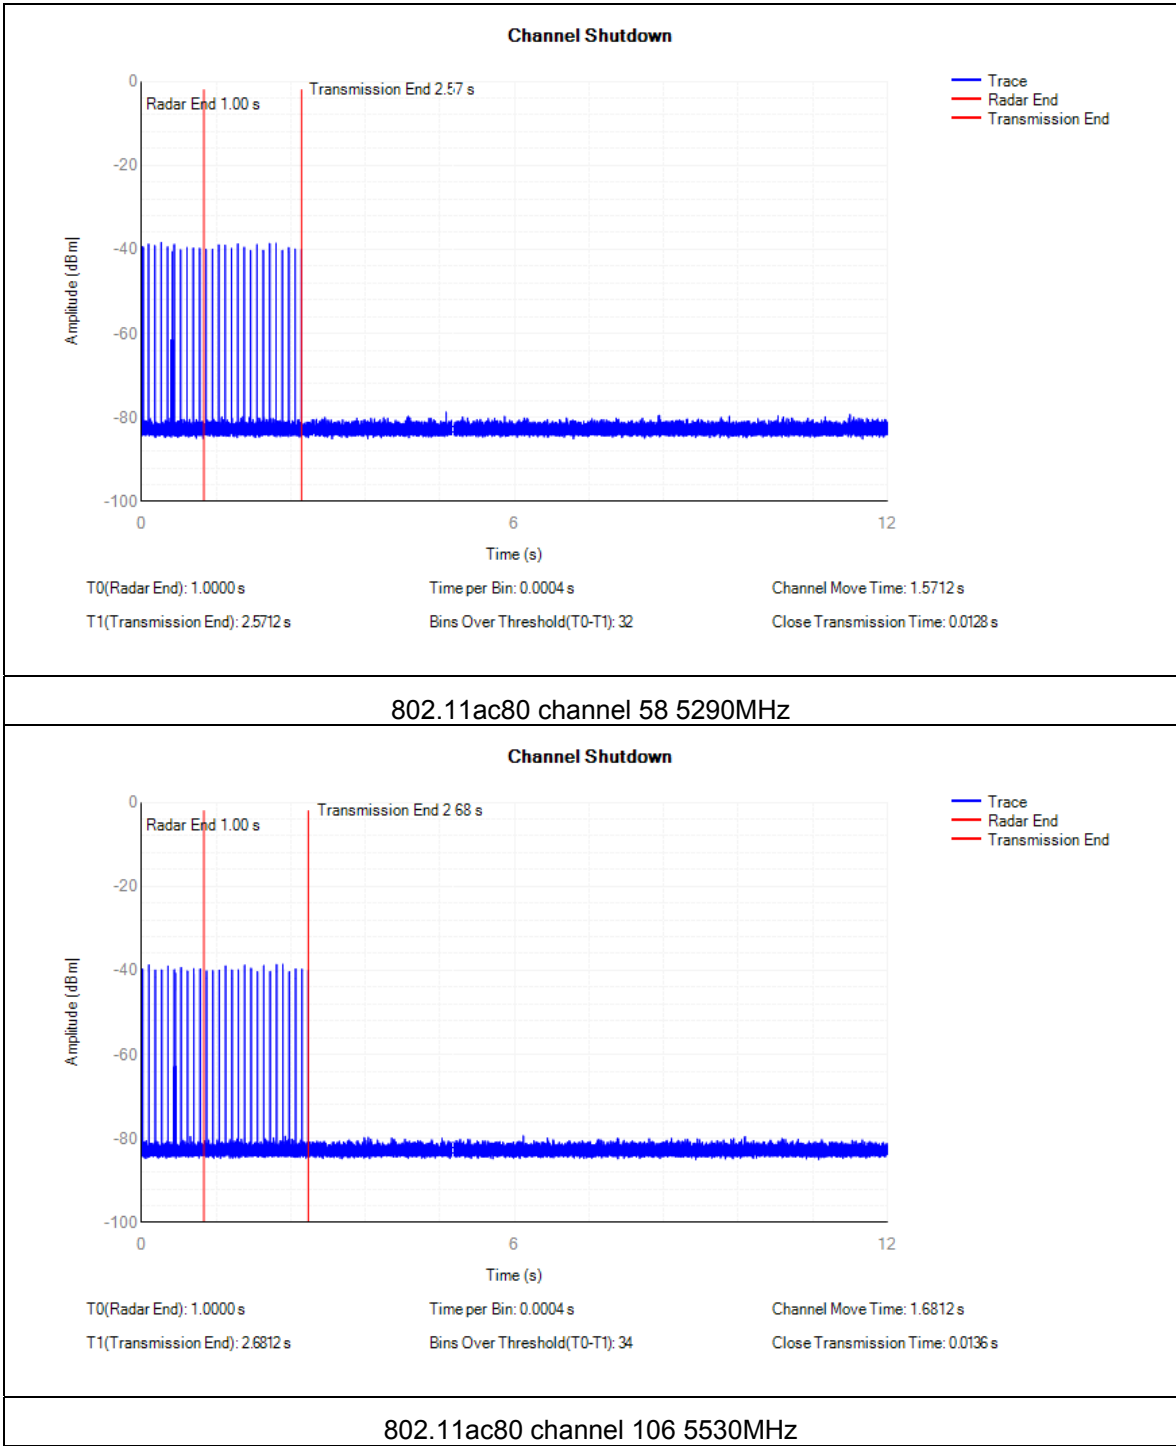 Channel Shutdown
0
-20
-40
-60
-80
-100
Amplitude [dBm]
Radar End 1.00 s
Transmission End 2.57 s
Trace
Radar End
Transmission End
0 6 12
Time (s)
T0(Radar End): 1.0000 s Time per Bin: 0.0004 s Channel Move Time: 1.5712 s
T1(Transmission End): 2.5712 s Bins Over Threshold(T0-T1): 32 Close Transmission Time: 0.0128 s
802.11ac80 channel 58 5290MHz
Channel Shutdown
0
-20
-40
-60
-80
-100
Amplitude [dBm]
Radar End 1.00 s
Transmission End 2 68 s
Trace
Radar End
Transmission End
0 6 12
Time (s)
T0(Radar End): 1.0000 s Time per Bin: 0.0004 s Channel Move Time: 1.6812 s
T1(Transmission End): 2.6812 s Bins Over Threshold(T0-T1): 34 Close Transmission Time: 0.0136 s
802.11ac80 channel 106 5530MHz